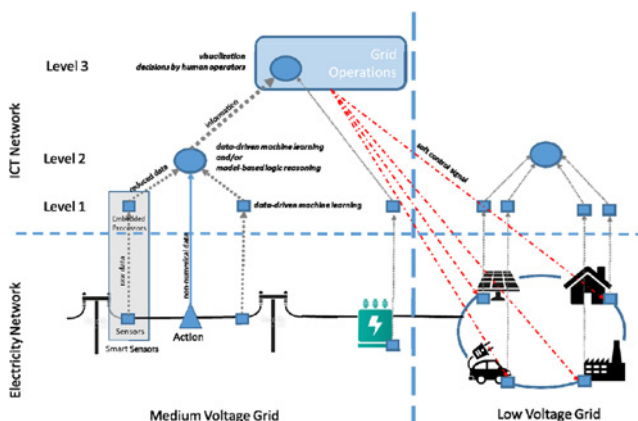 Level 3
visualization
decisions by human operators
Grid
Operations
ICT Network
information
soft control signal
Level 2
data-driven machine learning
and/or
model-based logic reasoning
reduced data
Level 1
Embedded
Processors
data-driven machine learning
raw data
non-numerical data
Electricity Network
Sensors
Smart Sensors
Action
Medium Voltage Grid
Low Voltage Grid